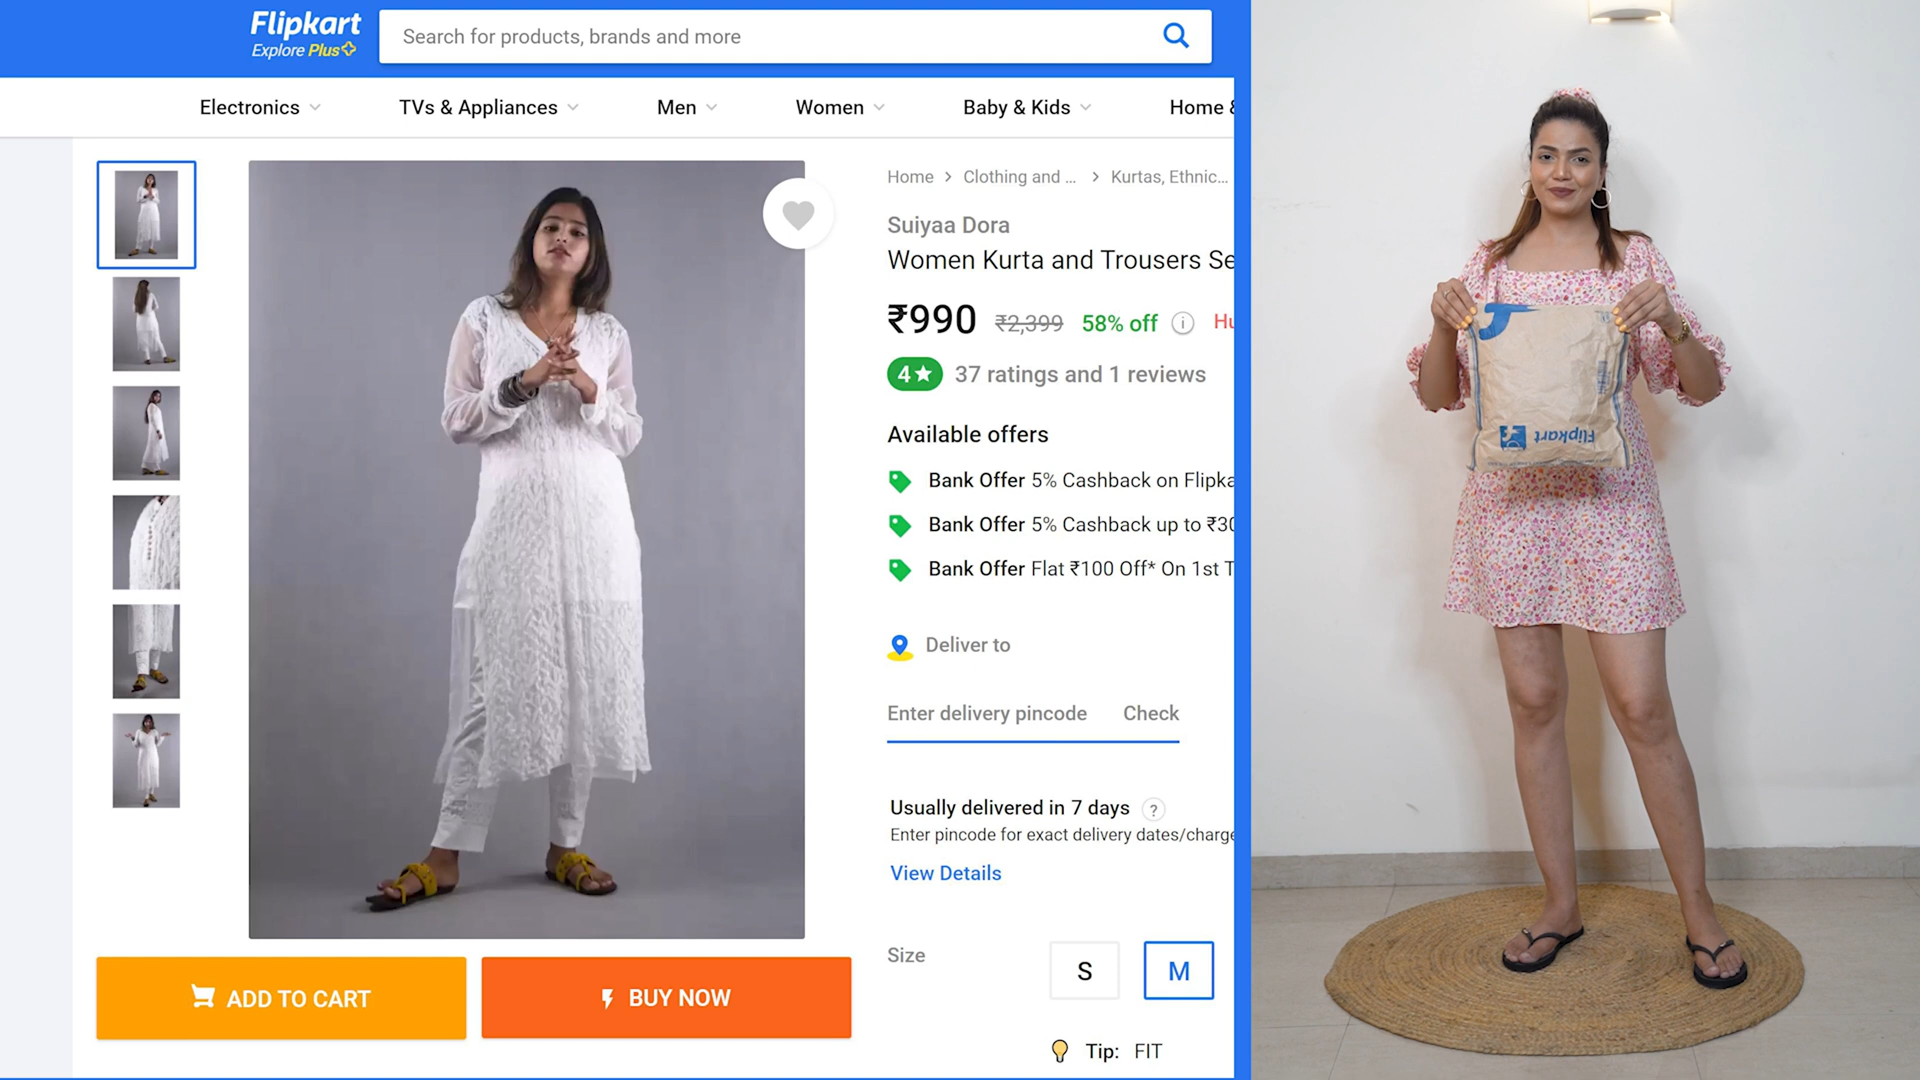 Flipkart
Explore Plus
Search for products, brands and more
Electronics
TVs & Appliances
Men
Women
Baby & Kids
Home &
Home > Clothing and ... > Kurtas, Ethnic...
Suiyaa Dora
Women Kurta and Trousers Se
₹990 ₹2,399 58% off i Hu
4★ 37 ratings and 1 reviews
Available offers
Bank Offer 5% Cashback on Flipka
Bank Offer 5% Cashback up to ₹30
Bank Offer Flat ₹100 Off* On 1st T
Deliver to
Enter delivery pincode Check
Usually delivered in 7 days ?
Enter pincode for exact delivery dates/charge
View Details
Size S M
Tip: FIT
ADD TO CART
BUY NOW
Flipkart